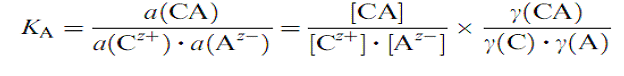 K_A = a(CA) / a(C^{z+}) · a(A^{z−}) = [CA] / [C^{z+}] · [A^{z−}] × γ(CA) / γ(C) · γ(A)